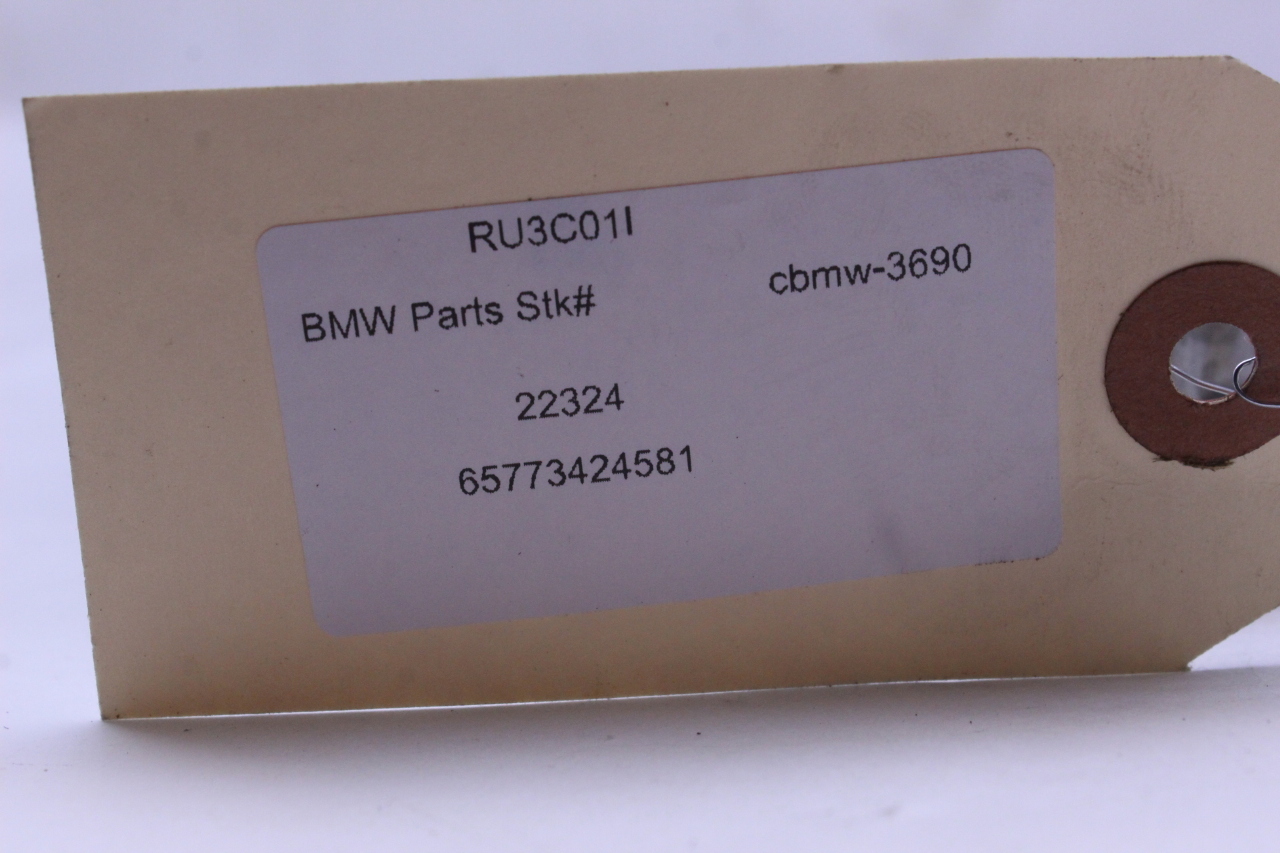 RU3C01I
BMW Parts Stk#
cbmw-3690
22324
65773424581